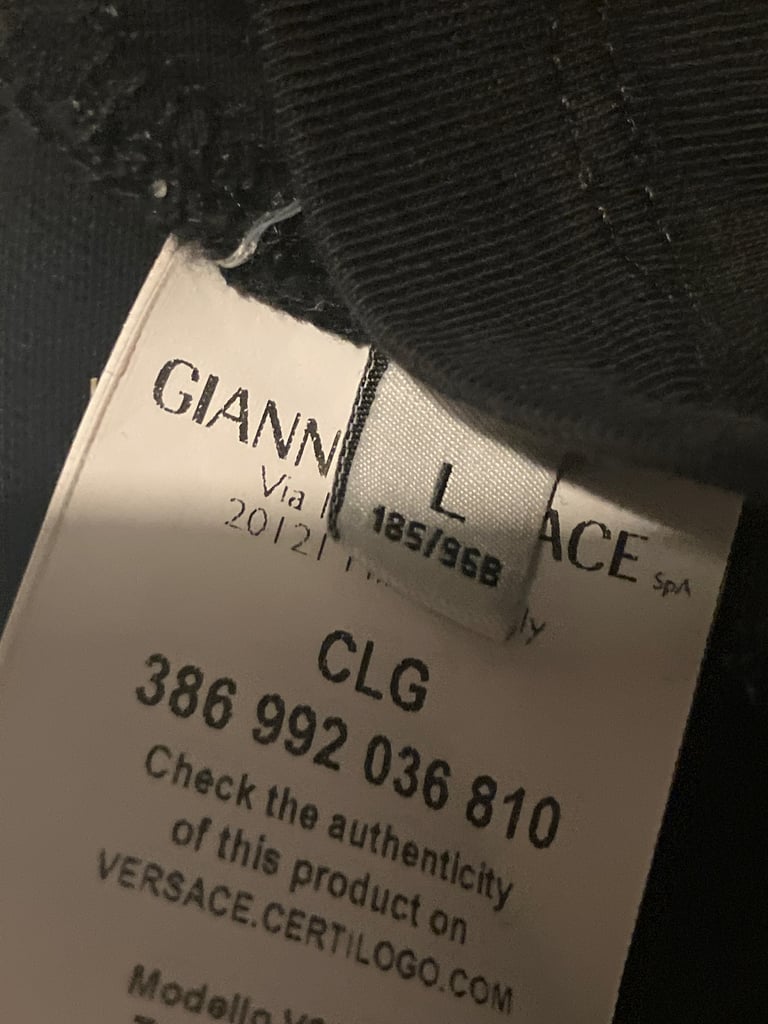 GIANN ACE SpA
Via
20121
ly
L
185/96B
CLG
386 992 036 810
Check the authenticity
of this product on
VERSACE.CERTILOGO.COM
Modello